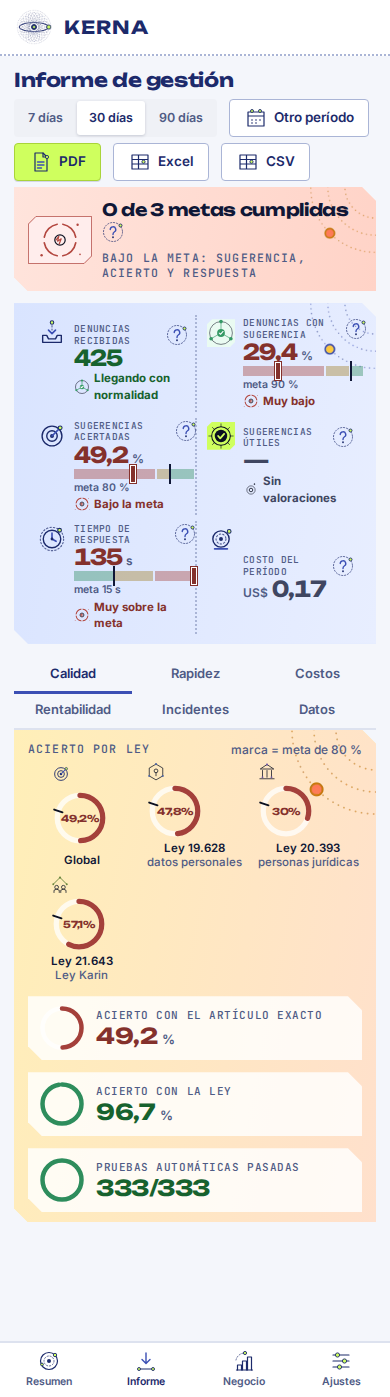 KERNA
Informe de gestión
7 días
30 días
90 días
Otro período
PDF
Excel
CSV
0 de 3 metas cumplidas
?
BAJO LA META: SUGERENCIA,
ACIERTO Y RESPUESTA
DENUNCIAS
RECIBIDAS
?
425
Llegando con
normalidad
DENUNCIAS CON
SUGERENCIA
?
29,4 %
meta 90 %
Muy bajo
SUGERENCIAS
ACERTADAS
?
49,2 %
meta 80 %
Bajo la meta
SUGERENCIAS
ÚTILES
?
—
Sin
valoraciones
TIEMPO DE
RESPUESTA
?
135 s
meta 15 s
Muy sobre la
meta
COSTO DEL
PERÍODO
?
US$ 0,17
Calidad
Rapidez
Costos
Rentabilidad
Incidentes
Datos
ACIERTO POR LEY
marca = meta de 80 %
49,2%
Global
47,8%
Ley 19.628
datos personales
30%
Ley 20.393
personas jurídicas
57,1%
Ley 21.643
Ley Karin
ACIERTO CON EL ARTÍCULO EXACTO
49,2 %
ACIERTO CON LA LEY
96,7 %
PRUEBAS AUTOMÁTICAS PASADAS
333/333
Resumen
Informe
Negocio
Ajustes